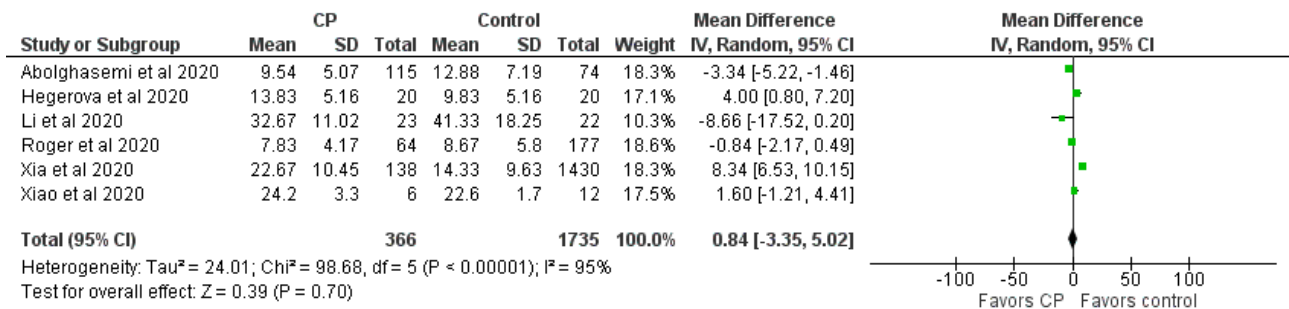 CP Control Mean Difference Mean Difference
Study or Subgroup Mean SD Total Mean SD Total Weight IV, Random, 95% CI IV, Random, 95% CI
Abolghasemi et al 2020 9.54 5.07 115 12.88 7.19 74 18.3% -3.34 [-5.22, -1.46]
Hegerova et al 2020 13.83 5.16 20 9.83 5.16 20 17.1% 4.00 [0.80, 7.20]
Li et al 2020 32.67 11.02 23 41.33 18.25 22 10.3% -8.66 [-17.52, 0.20]
Roger et al 2020 7.83 4.17 64 8.67 5.8 177 18.6% -0.84 [-2.17, 0.49]
Xia et al 2020 22.67 10.45 138 14.33 9.63 1430 18.3% 8.34 [6.53, 10.15]
Xiao et al 2020 24.2 3.3 6 22.6 1.7 12 17.5% 1.60 [-1.21, 4.41]
Total (95% CI) 366 1735 100.0% 0.84 [-3.35, 5.02]
Heterogeneity: Tau² = 24.01; Chi² = 98.68, df = 5 (P < 0.00001); I² = 95%
Test for overall effect: Z = 0.39 (P = 0.70)
-100 -50 0 50 100
Favors CP Favors control